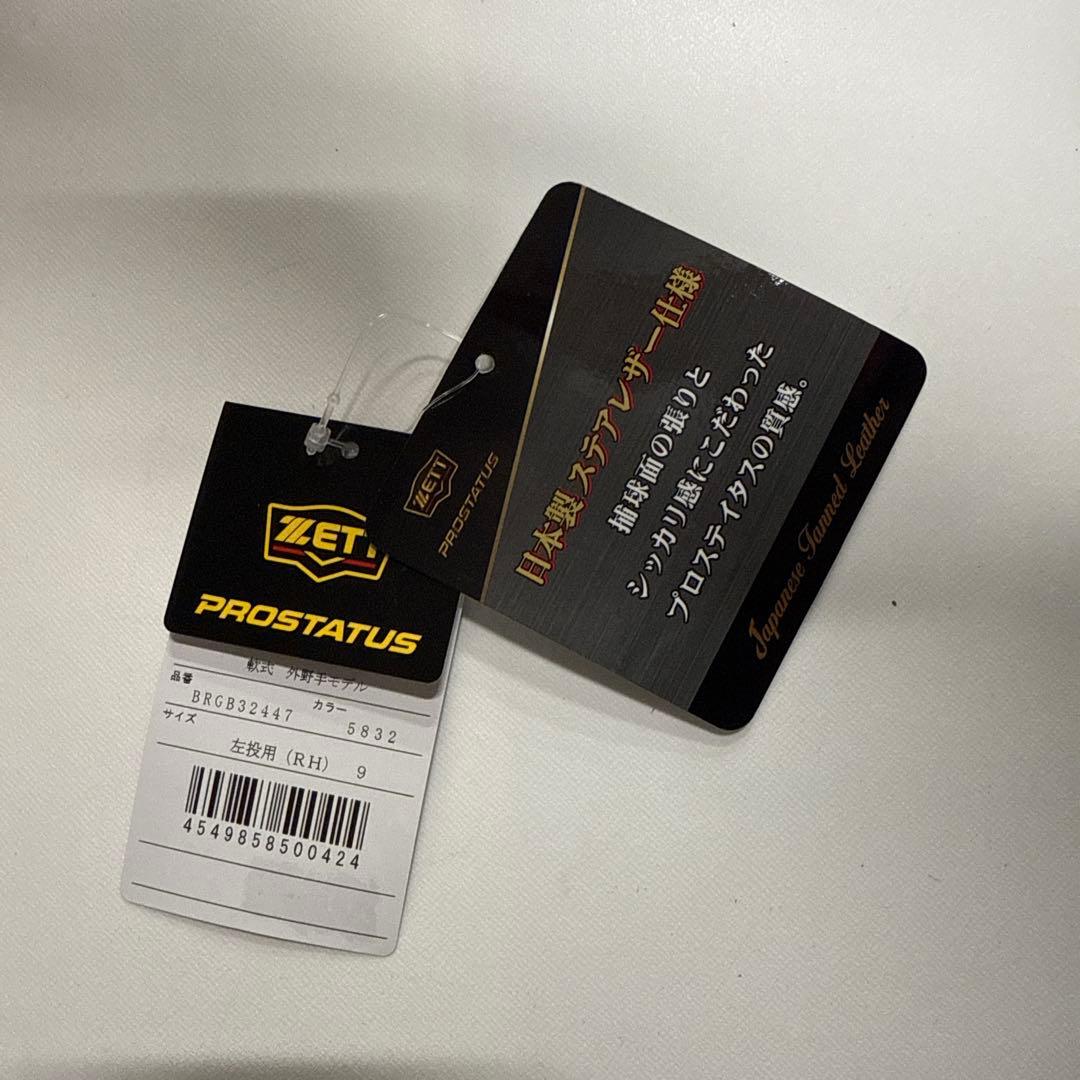 ZETT
PROSTATUS
軟式 外野手モデル
品番
BRGB32447
カラー
5832
サイズ
左投用(RH) 9
4549858500424
ZETT
PROSTATUS
日本製 ステアレザー仕様
捕球面の張りと
シッカリ感にこだわった
プロステイタスの質感。
Japanese Tanned Leather